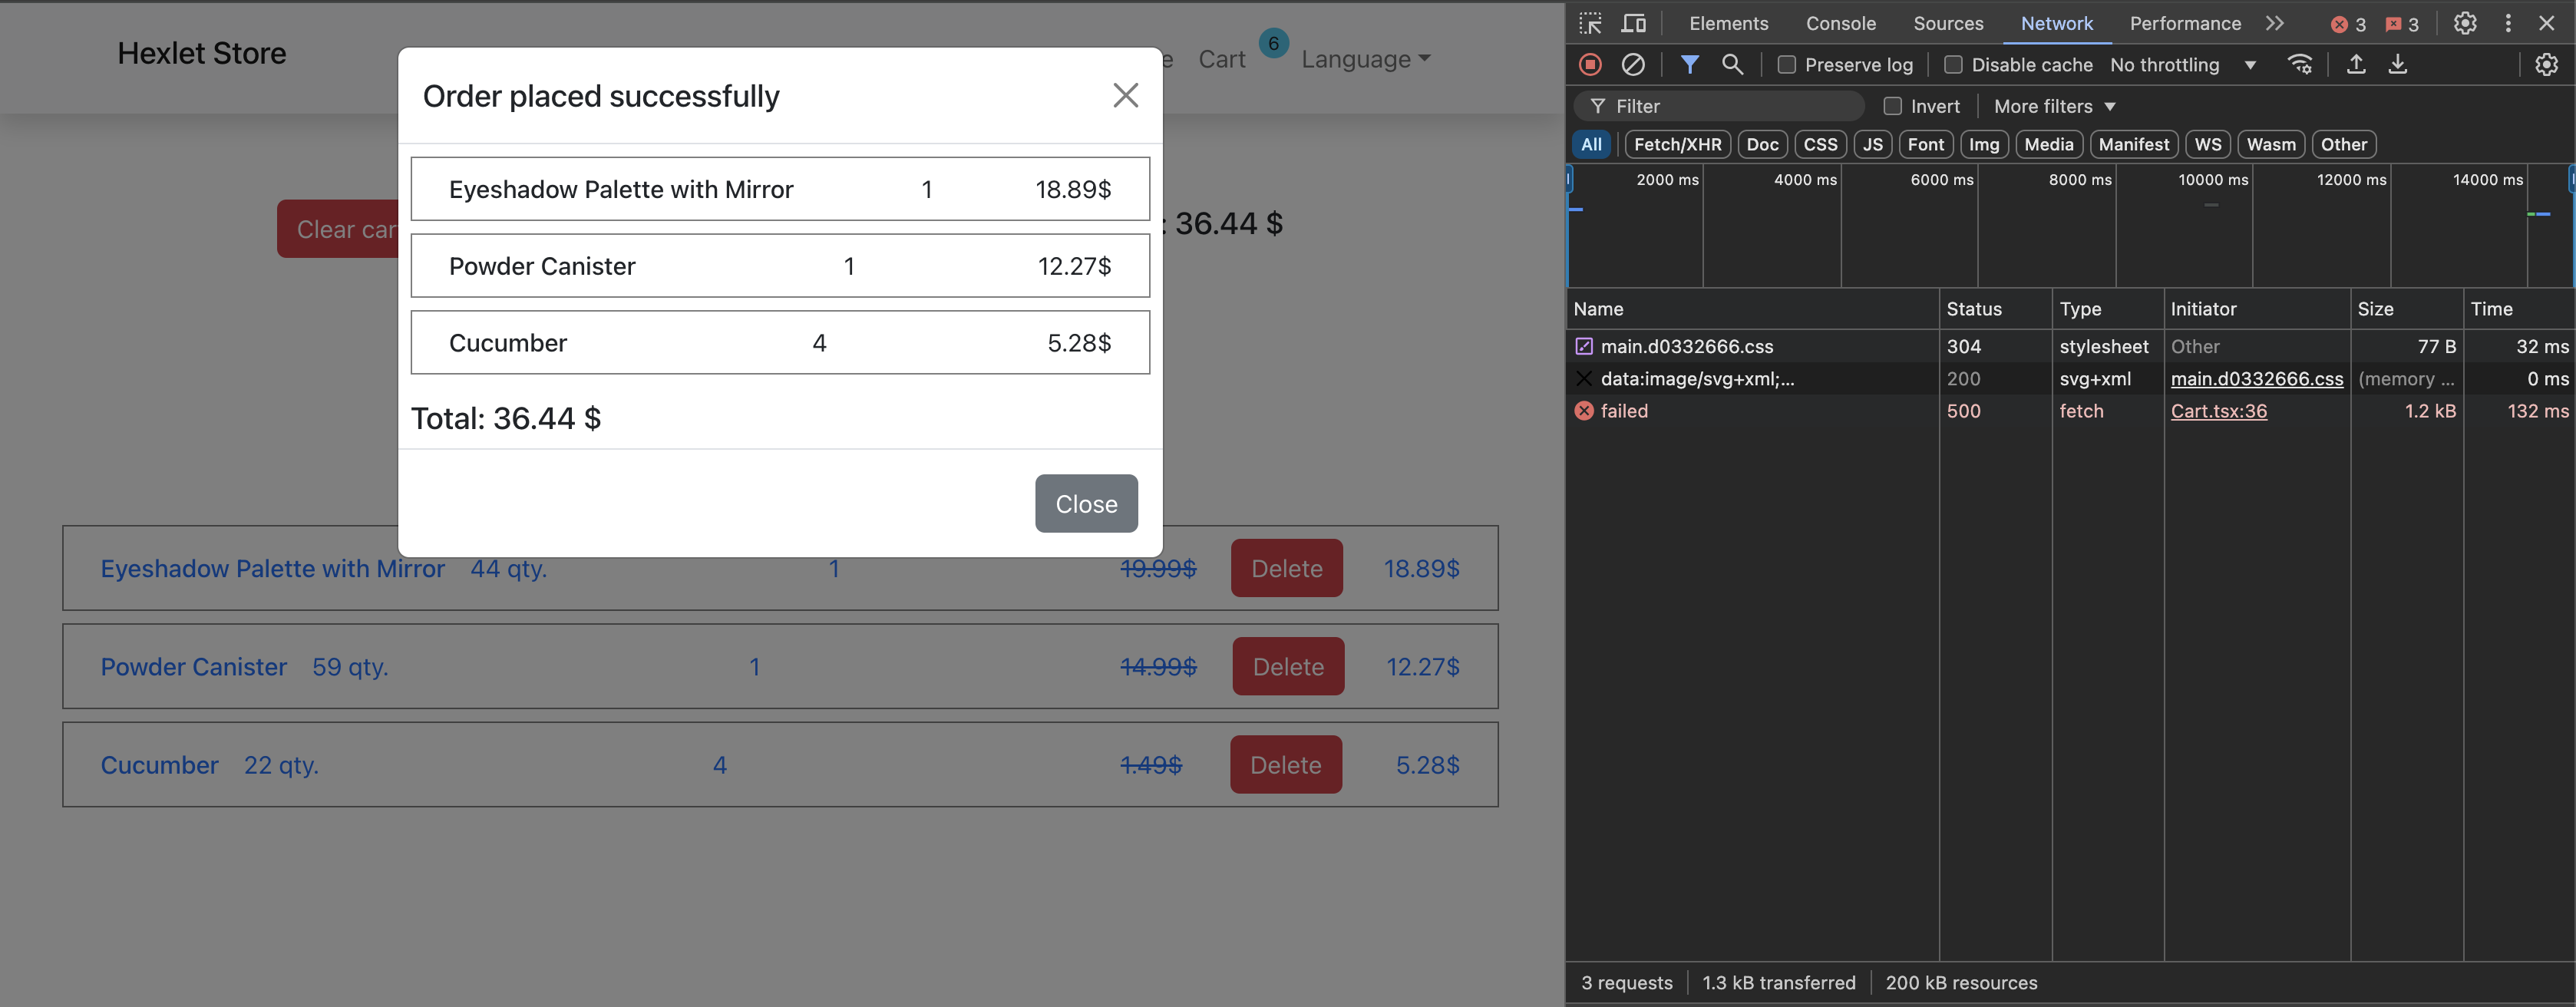 Hexlet Store
e Cart 6 Language
Order placed successfully
Eyeshadow Palette with Mirror 1 18.89$
Powder Canister 1 12.27$
Cucumber 4 5.28$
Total: 36.44 $
Close
Clear car
: 36.44 $
Eyeshadow Palette with Mirror 44 qty. 1 19.99$ Delete 18.89$
Powder Canister 59 qty. 1 14.99$ Delete 12.27$
Cucumber 22 qty. 4 1.49$ Delete 5.28$
Elements Console Sources Network Performance 3 3
Preserve log Disable cache No throttling
Filter Invert More filters
All Fetch/XHR Doc CSS JS Font Img Media Manifest WS Wasm Other
2000 ms 4000 ms 6000 ms 8000 ms 10000 ms 12000 ms 14000 ms
Name Status Type Initiator Size Time
main.d0332666.css 304 stylesheet Other 77 B 32 ms
data:image/svg+xml;... 200 svg+xml main.d0332666.css (memory ... 0 ms
failed 500 fetch Cart.tsx:36 1.2 kB 132 ms
3 requests 1.3 kB transferred 200 kB resources